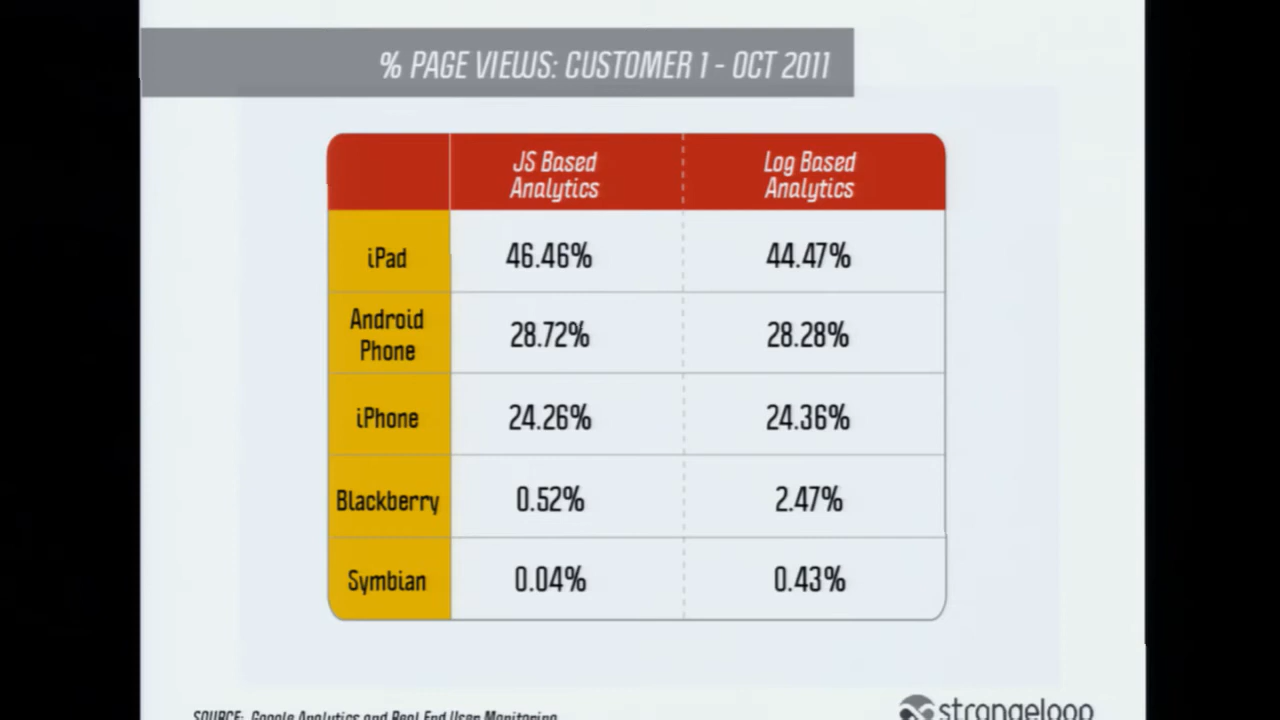 % PAGE VIEWS: CUSTOMER 1 - OCT 2011
JS Based
Analytics
Log Based
Analytics
iPad 46.46% 44.47%
Android
Phone
28.72% 28.28%
iPhone 24.26% 24.36%
Blackberry 0.52% 2.47%
Symbian 0.04% 0.43%
SOURCE: Google Analytics and Real End User Monitoring
strangeloop